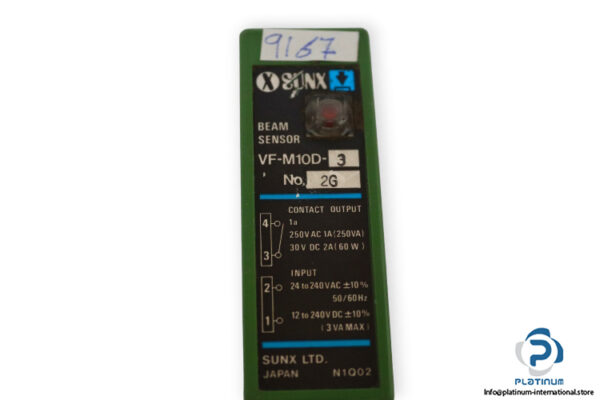 9167
SUNX
BEAM
SENSOR
VF-M10D-3
No. 2G
CONTACT OUTPUT
4 1a
250V AC 1A (250VA)
30V DC 2A (60W)
3
INPUT
2 24 to 240VAC ±10%
50/60Hz
1 12 to 240V DC ±10%
(3VA MAX)
SUNX LTD.
JAPAN N1Q02
PLATINUM
Info@platinum-international.store